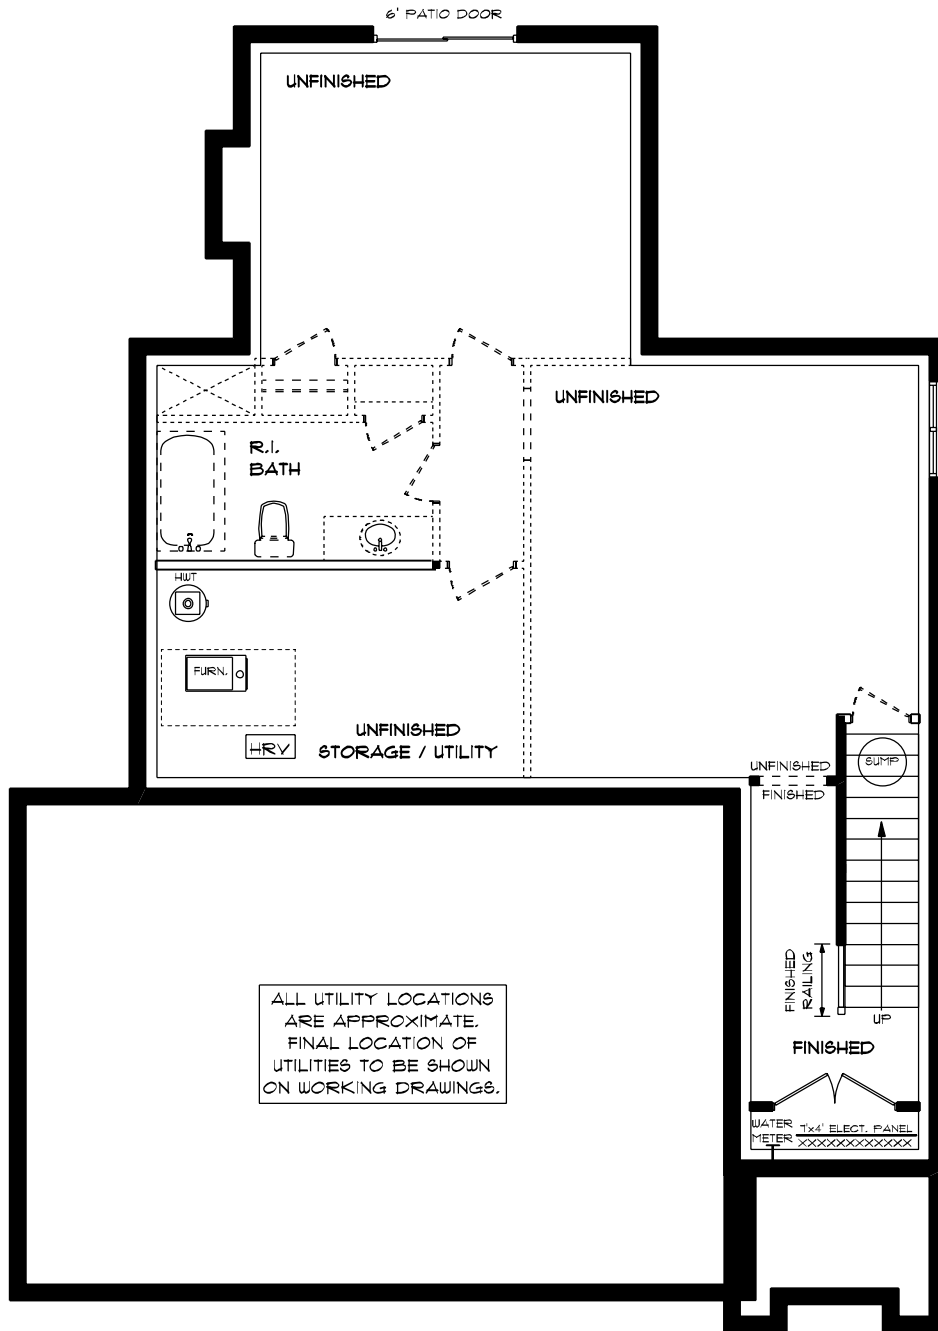 6' PATIO DOOR
UNFINISHED
UNFINISHED
R.I.
BATH
HWT
FURN.
HRV
UNFINISHED
STORAGE / UTILITY
SUMP
UNFINISHED
FINISHED
FINISHED
RAILING
UP
FINISHED
ALL UTILITY LOCATIONS
ARE APPROXIMATE.
FINAL LOCATION OF
UTILITIES TO BE SHOWN
ON WORKING DRAWINGS.
WATER
METER
7'x4' ELECT. PANEL